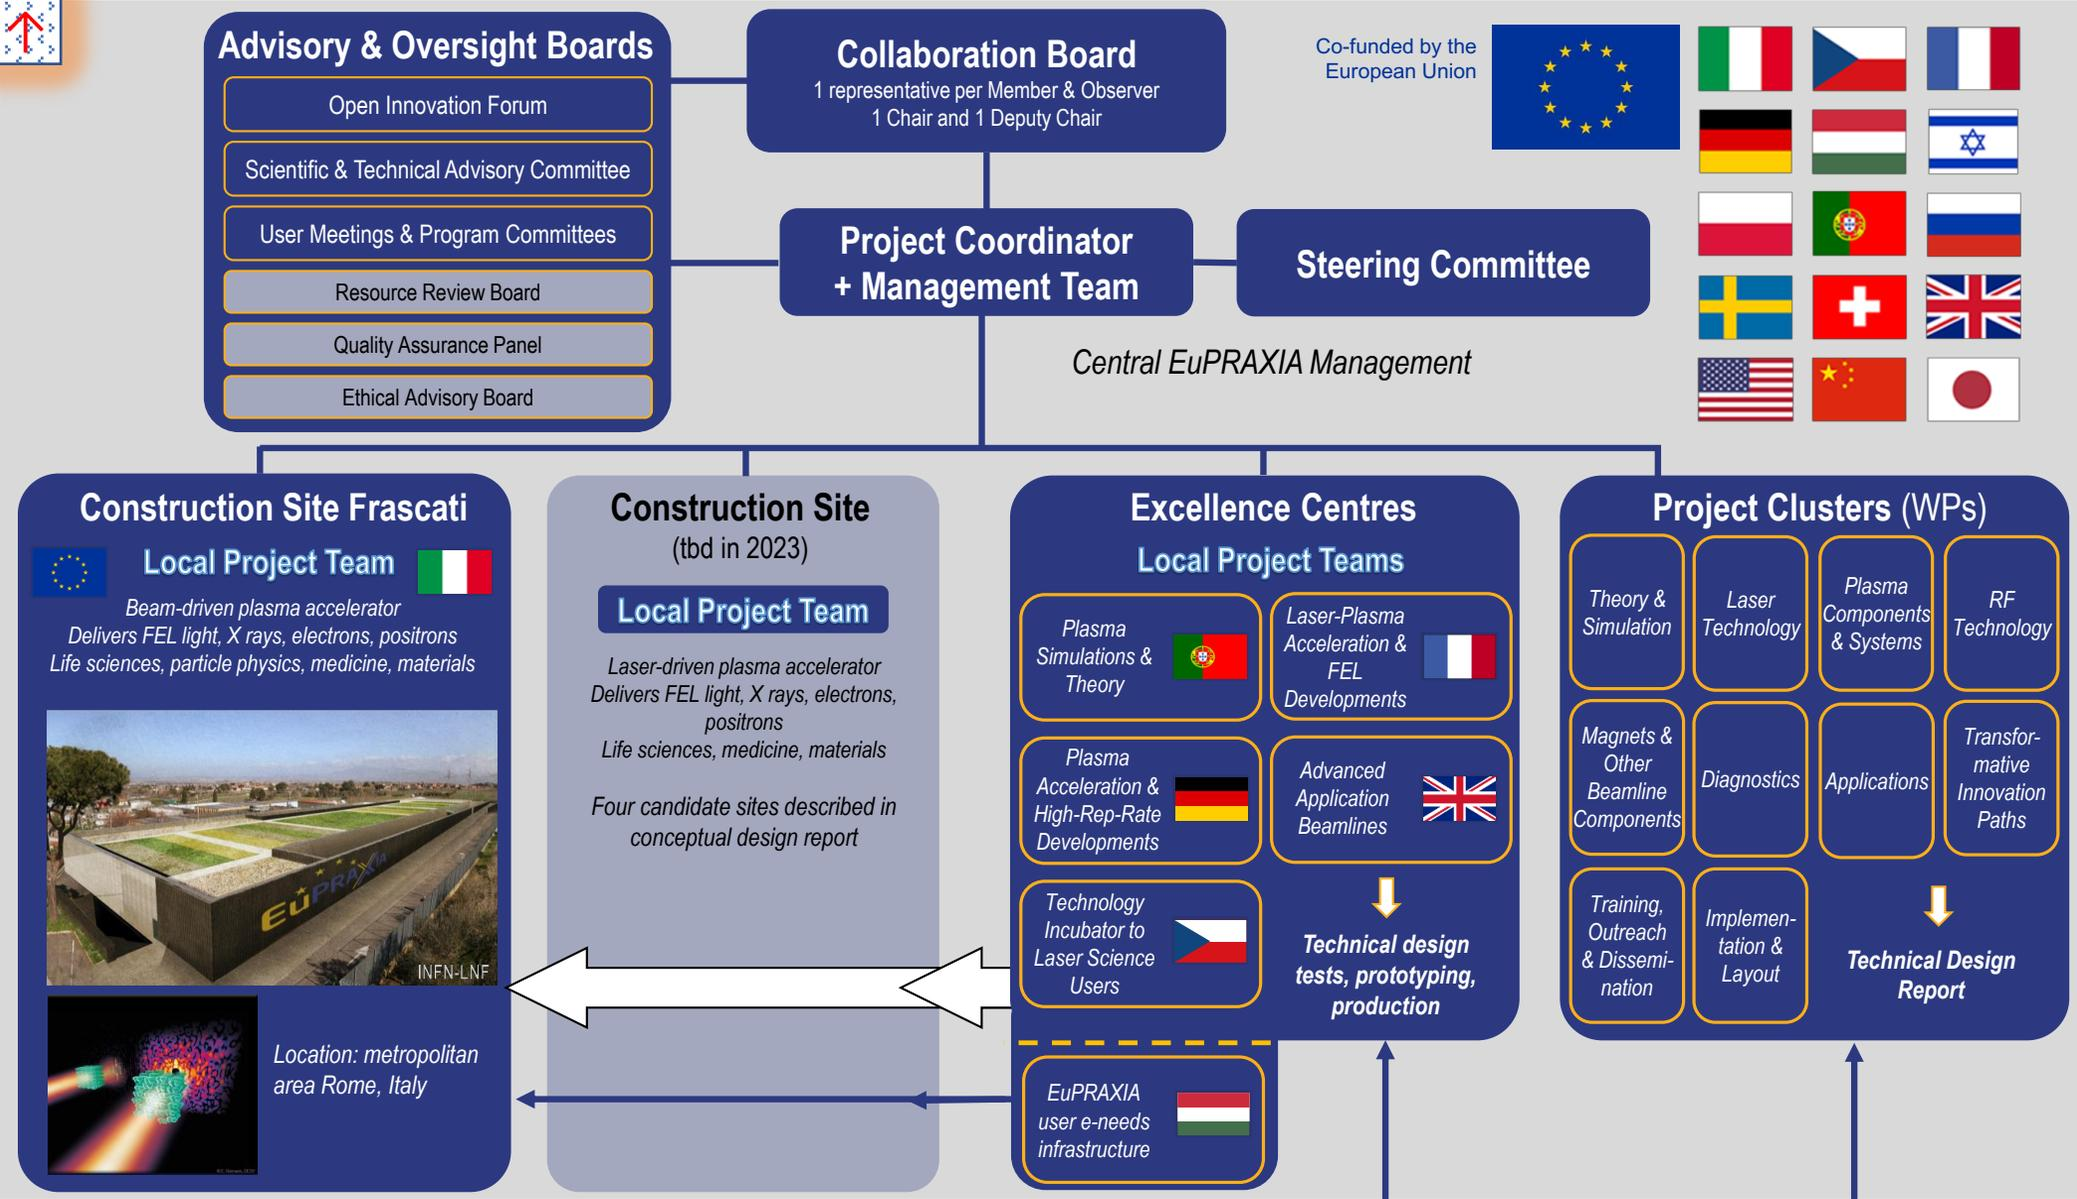 Advisory & Oversight Boards
Open Innovation Forum
Scientific & Technical Advisory Committee
User Meetings & Program Committees
Resource Review Board
Quality Assurance Panel
Ethical Advisory Board
Collaboration Board
1 representative per Member & Observer
1 Chair and 1 Deputy Chair
Co-funded by the
European Union
Project Coordinator
+ Management Team
Steering Committee
Central EuPRAXIA Management
Construction Site Frascati
Local Project Team
Beam-driven plasma accelerator
Delivers FEL light, X rays, electrons, positrons
Life sciences, particle physics, medicine, materials
EuPRAXIA
INFN-LNF
Location: metropolitan
area Rome, Italy
Construction Site
(tbd in 2023)
Local Project Team
Laser-driven plasma accelerator
Delivers FEL light, X rays, electrons,
positrons
Life sciences, medicine, materials
Four candidate sites described in
conceptual design report
Excellence Centres
Local Project Teams
Plasma
Simulations &
Theory
Laser-Plasma
Acceleration &
FEL
Developments
Plasma
Acceleration &
High-Rep-Rate
Developments
Advanced
Application
Beamlines
Technology
Incubator to
Laser Science
Users
Technical design
tests, prototyping,
production
EuPRAXIA
user e-needs
infrastructure
Project Clusters (WPs)
Theory &
Simulation
Laser
Technology
Plasma
Components
& Systems
RF
Technology
Magnets &
Other
Beamline
Components
Diagnostics
Applications
Transfor-
mative
Innovation
Paths
Training,
Outreach
& Dissemi-
nation
Implemen-
tation &
Layout
Technical Design
Report